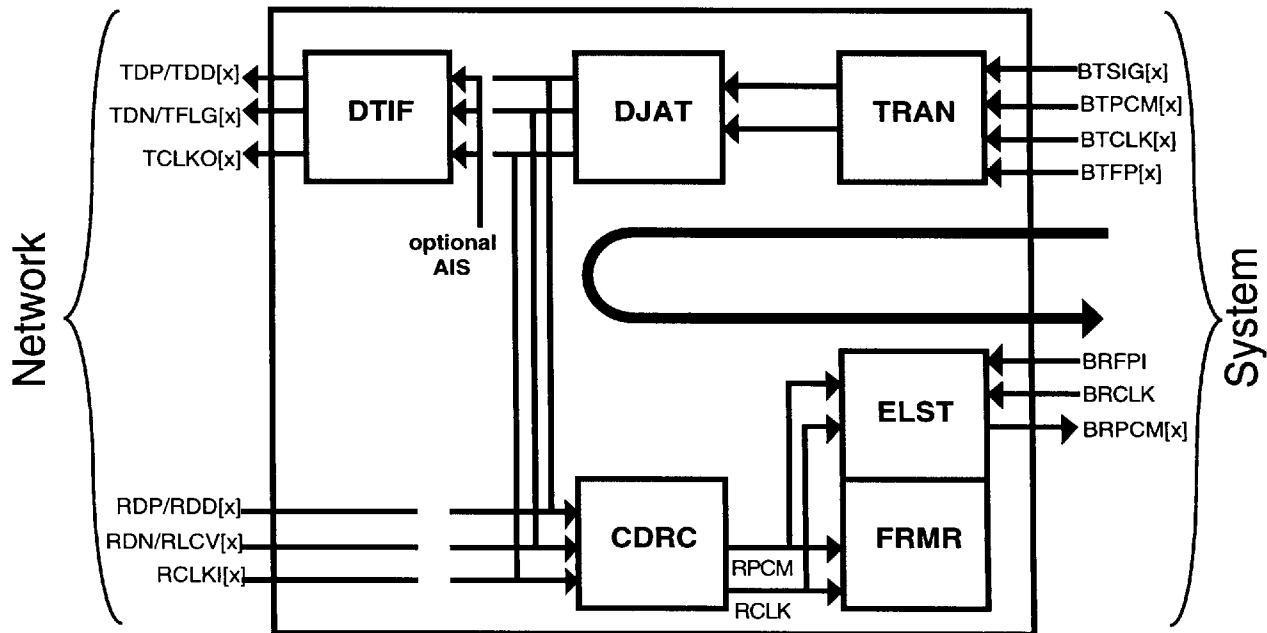 TDP/TDD[x]
TDN/TFLG[x]
TCLKO[x]
DTIF
DJAT
TRAN
BTSIG[x]
BTPCM[x]
BTCLK[x]
BTFP[x]
optional
AIS
Network
System
BRFPI
BRCLK
BRPCM[x]
ELST
RDP/RDD[x]
RDN/RLCV[x]
RCLKI[x]
CDRC
FRMR
RPCM
RCLK